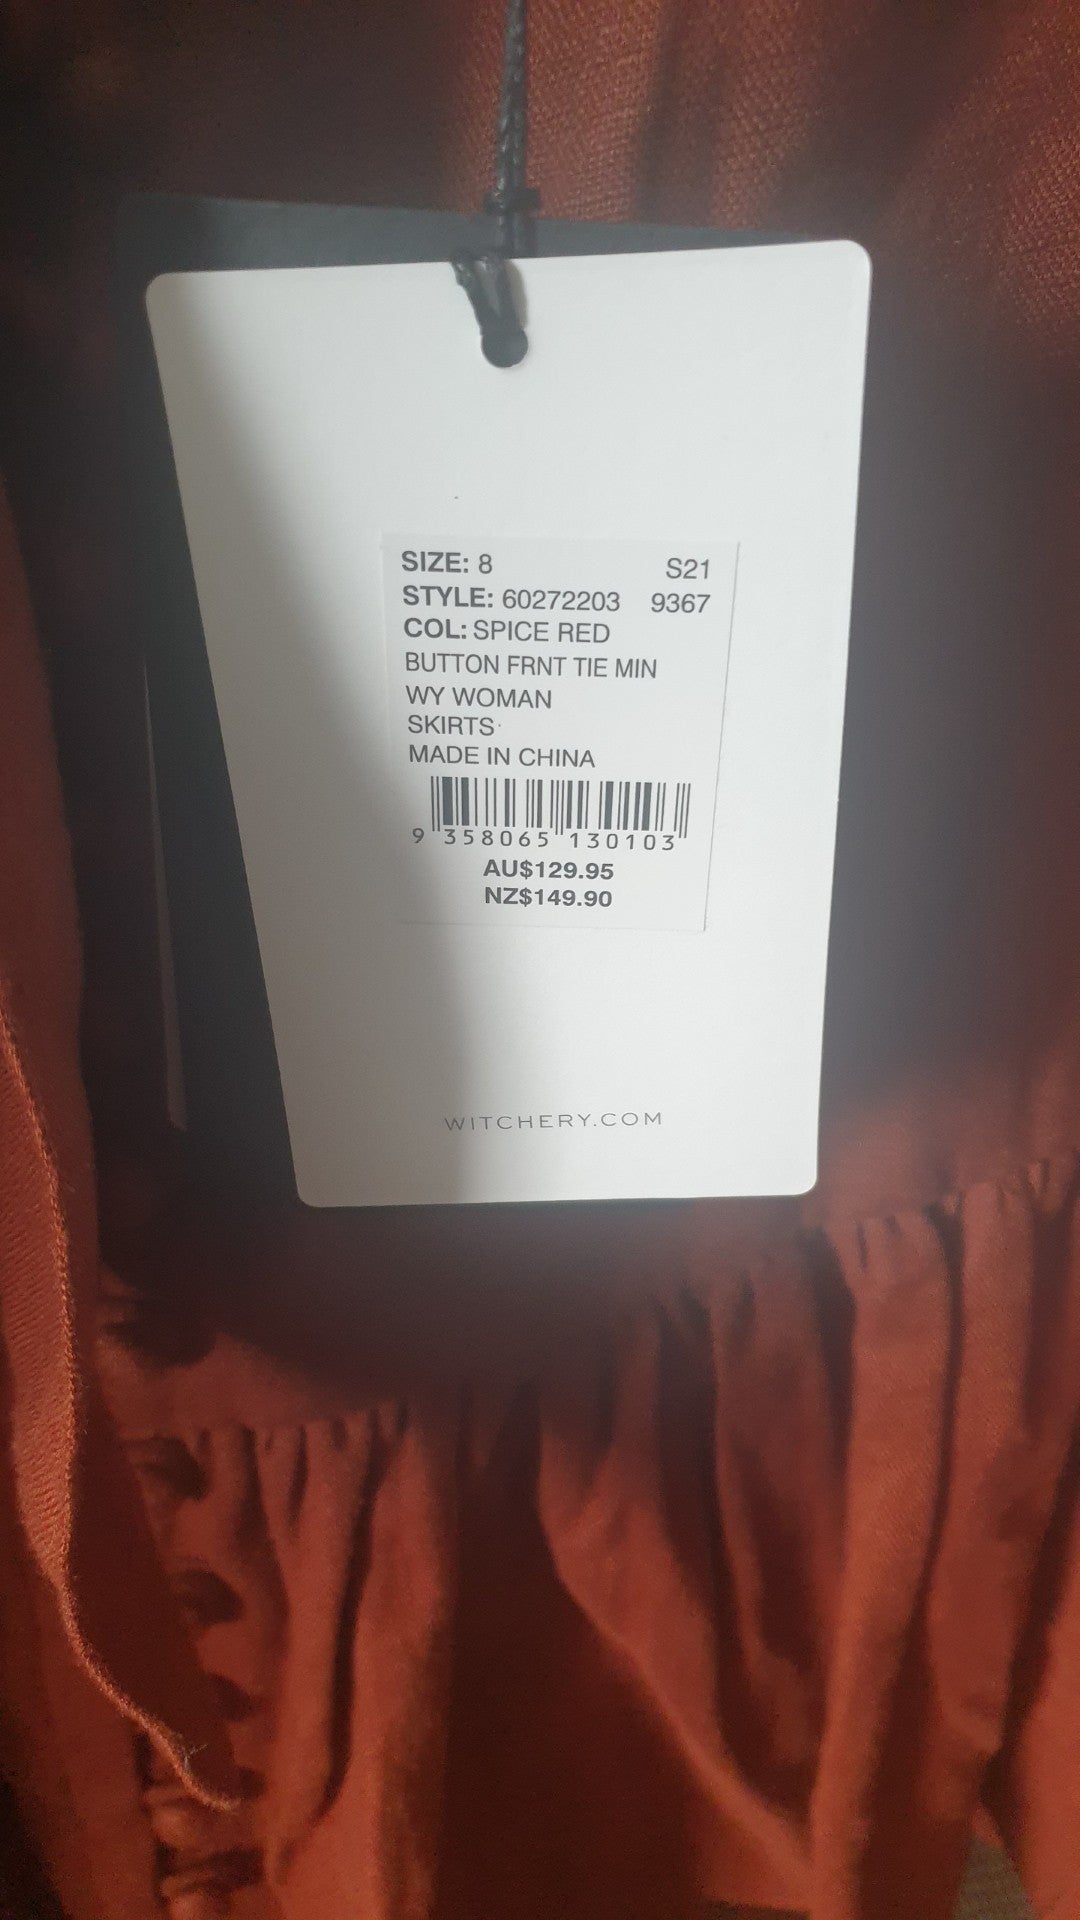 SIZE: 8 S21
STYLE: 60272203 9367
COL: SPICE RED
BUTTON FRNT TIE MIN
WY WOMAN
SKIRTS
MADE IN CHINA
9 358065 130103
AU$129.95
NZ$149.90
WITCHERY.COM